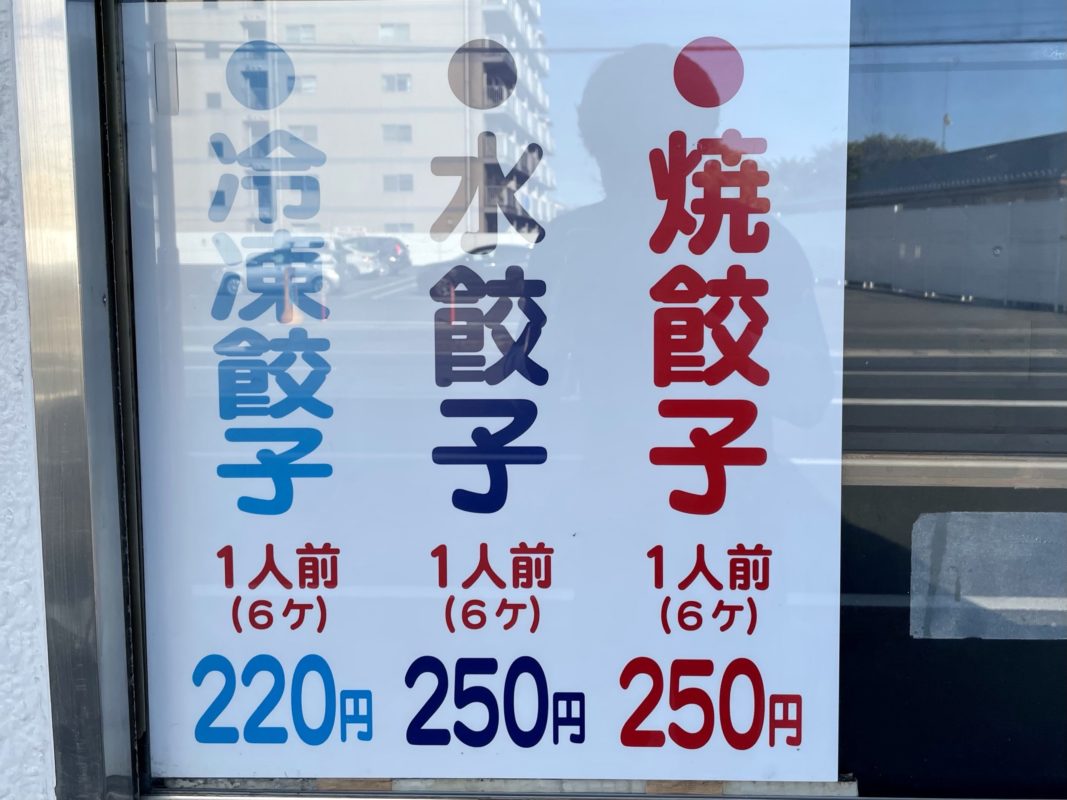 ●焼餃子
1人前
(6ケ)
250円
●水餃子
1人前
(6ケ)
250円
●冷凍餃子
1人前
(6ケ)
220円